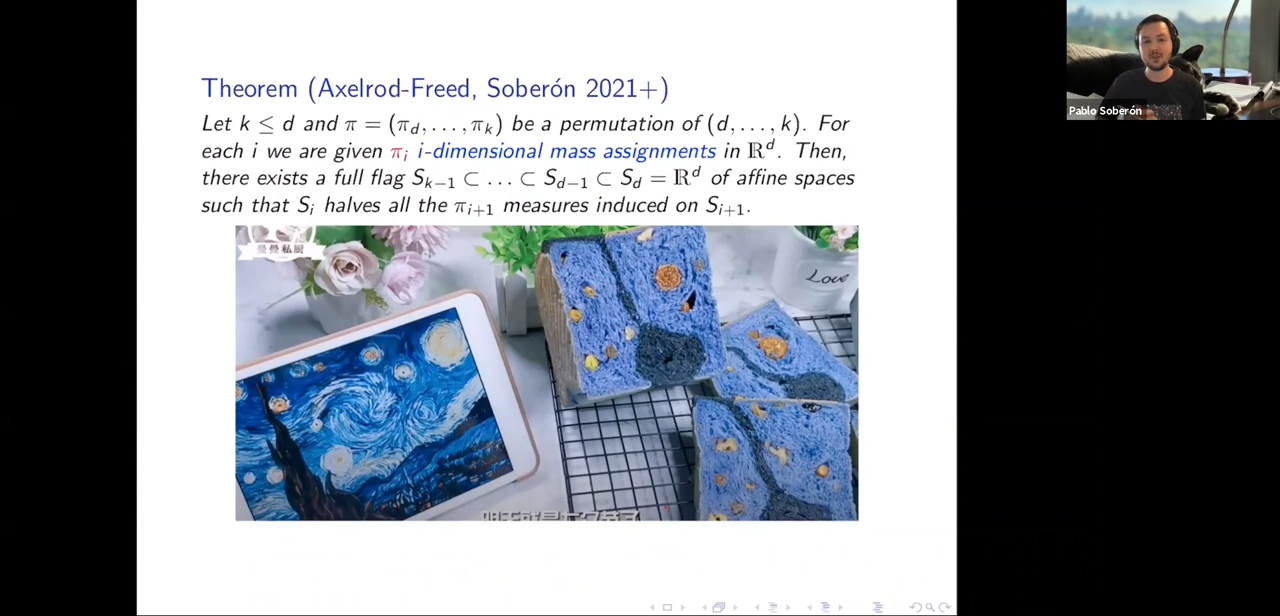 Theorem (Axelrod-Freed, Soberón 2021+)
Let k ≤ d and π = (π_d, . . . , π_k) be a permutation of (d, . . . , k). For
each i we are given π_i i-dimensional mass assignments in ℝ^d. Then,
there exists a full flag S_{k−1} ⊂ . . . ⊂ S_{d−1} ⊂ S_d = ℝ^d of affine spaces
such that S_i halves all the π_{i+1} measures induced on S_{i+1}.
Love
Pablo Soberón